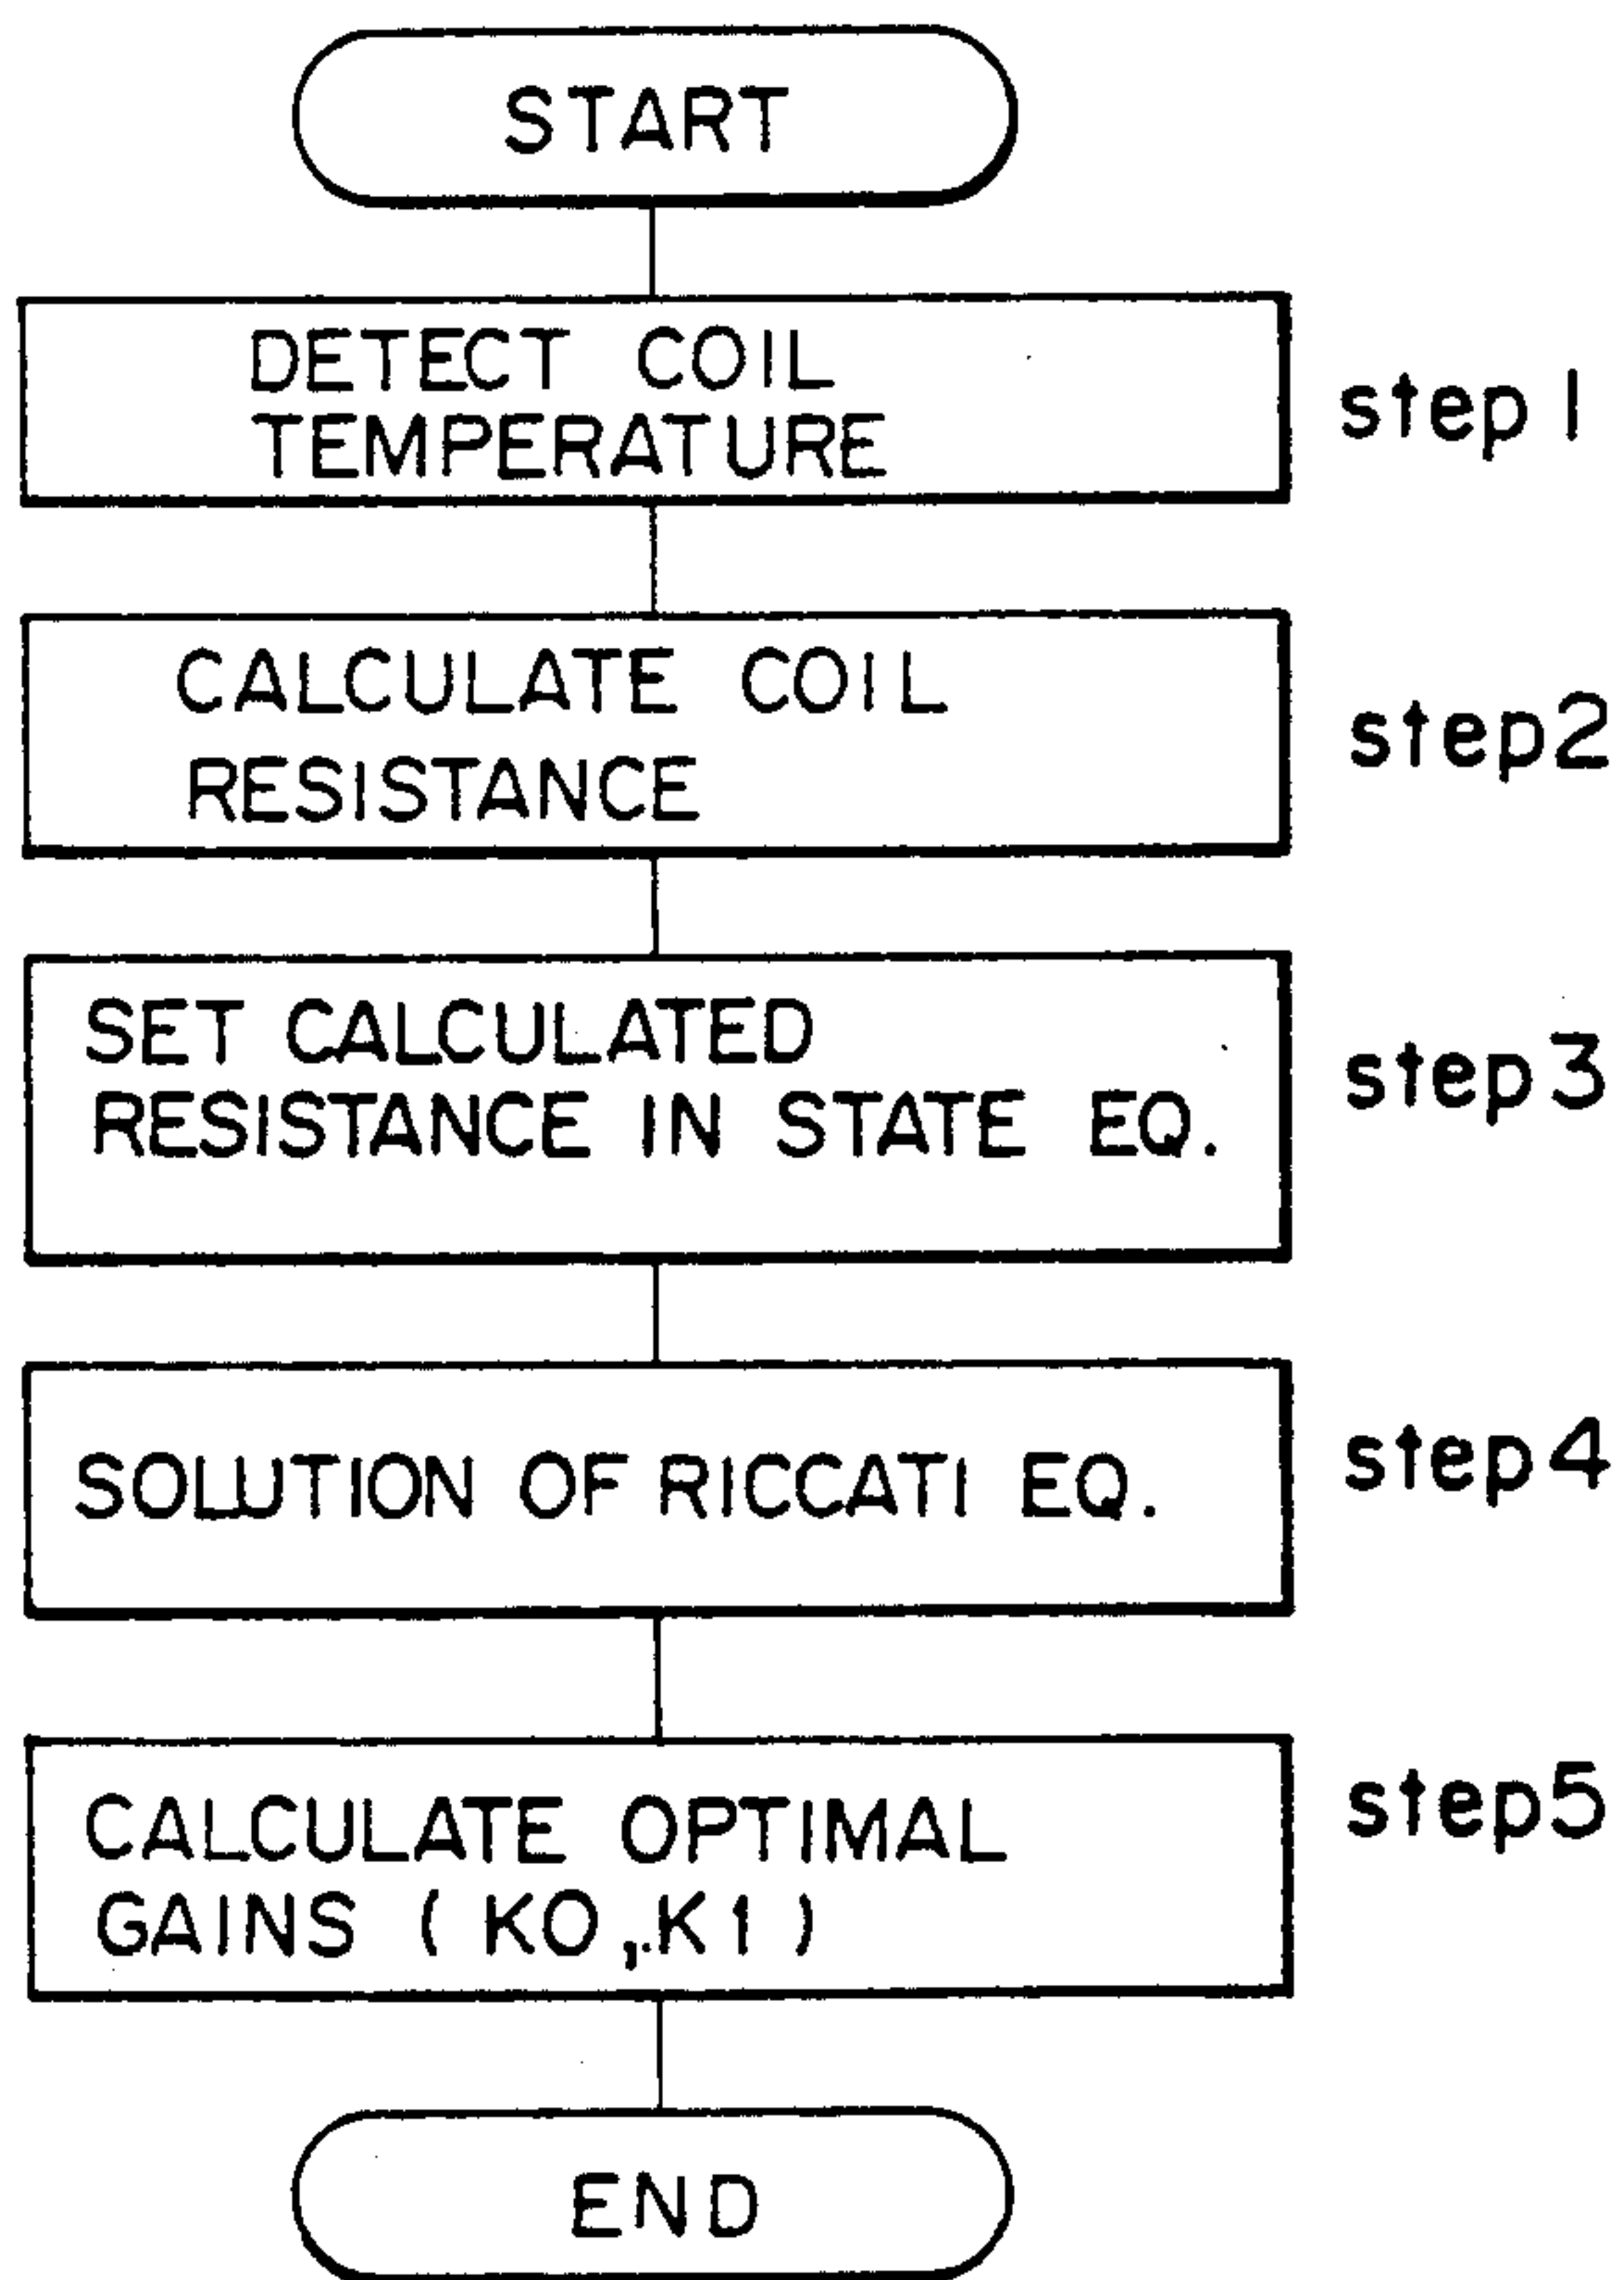 START
DETECT COIL
TEMPERATURE
step 1
CALCULATE COIL
RESISTANCE
step2
SET CALCULATED
RESISTANCE IN STATE EQ.
step3
SOLUTION OF RICCATI EQ.
step4
CALCULATE OPTIMAL
GAINS ( K0, K1 )
step5
END